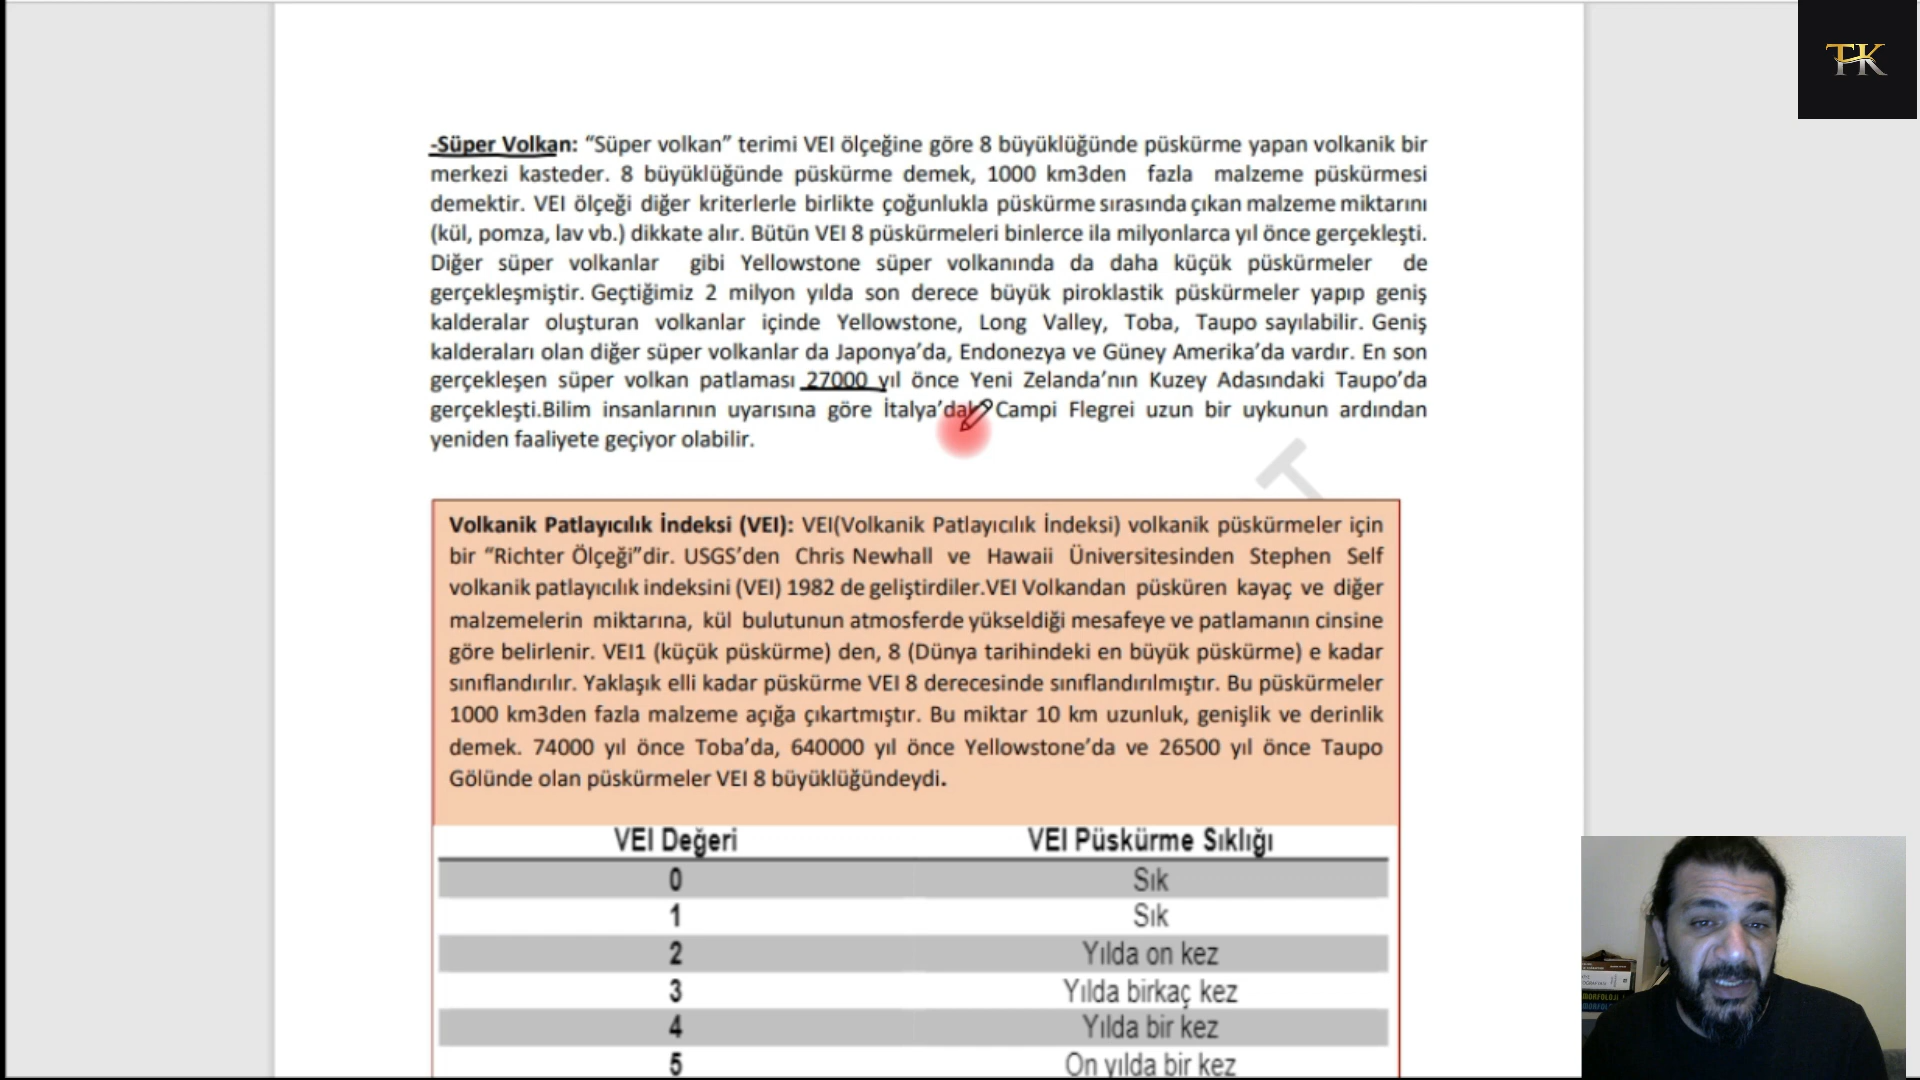 TK
-Süper Volkan: “Süper volkan” terimi VEI ölçeğine göre 8 büyüklüğünde püskürme yapan volkanik bir
merkezi kasteder. 8 büyüklüğünde püskürme demek, 1000 km3den fazla malzeme püskürmesi
demektir. VEI ölçeği diğer kriterlerle birlikte çoğunlukla püskürme sırasında çıkan malzeme miktarını
(kül, pomza, lav vb.) dikkate alır. Bütün VEI 8 püskürmeleri binlerce ila milyonlarca yıl önce gerçekleşti.
Diğer süper volkanlar gibi Yellowstone süper volkanında da daha küçük püskürmeler de
gerçekleşmiştir. Geçtiğimiz 2 milyon yılda son derece büyük piroklastik püskürmeler yapıp geniş
kalderalar oluşturan volkanlar içinde Yellowstone, Long Valley, Toba, Taupo sayılabilir. Geniş
kalderaları olan diğer süper volkanlar da Japonya’da, Endonezya ve Güney Amerika’da vardır. En son
gerçekleşen süper volkan patlaması 27000 yıl önce Yeni Zelanda’nın Kuzey Adasındaki Taupo’da
gerçekleşti.Bilim insanlarının uyarısına göre İtalya’daki Campi Flegrei uzun bir uykunun ardından
yeniden faaliyete geçiyor olabilir.
T
Volkanik Patlayıcılık İndeksi (VEI): VEI(Volkanik Patlayıcılık İndeksi) volkanik püskürmeler için
bir “Richter Ölçeği”dir. USGS’den Chris Newhall ve Hawaii Üniversitesinden Stephen Self
volkanik patlayıcılık indeksini (VEI) 1982 de geliştirdiler.VEI Volkandan püsküren kayaç ve diğer
malzemelerin miktarına, kül bulutunun atmosferde yükseldiği mesafeye ve patlamanın cinsine
göre belirlenir. VEI1 (küçük püskürme) den, 8 (Dünya tarihindeki en büyük püskürme) e kadar
sınıflandırılır. Yaklaşık elli kadar püskürme VEI 8 derecesinde sınıflandırılmıştır. Bu püskürmeler
1000 km3den fazla malzeme açığa çıkartmıştır. Bu miktar 10 km uzunluk, genişlik ve derinlik
demek. 74000 yıl önce Toba’da, 640000 yıl önce Yellowstone’da ve 26500 yıl önce Taupo
Gölünde olan püskürmeler VEI 8 büyüklüğündeydi.
VEI Değeri VEI Püskürme Sıklığı
0 Sık
1 Sık
2 Yılda on kez
3 Yılda birkaç kez
4 Yılda bir kez
5 On yılda bir kez